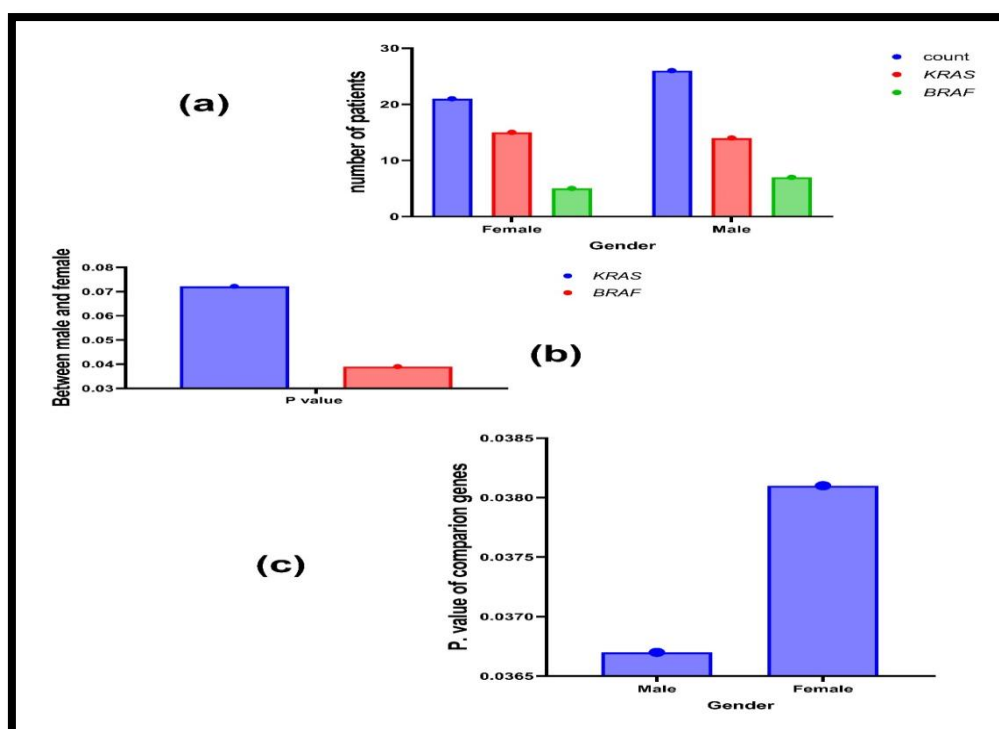 (a)
number of patients
30
20
10
0
Female
Male
Gender
count
KRAS
BRAF
Between male and female
0.08
0.07
0.06
0.05
0.04
0.03
P value
KRAS
BRAF
(b)
(c)
P. value of comparion genes
0.0385
0.0380
0.0375
0.0370
0.0365
Male
Female
Gender